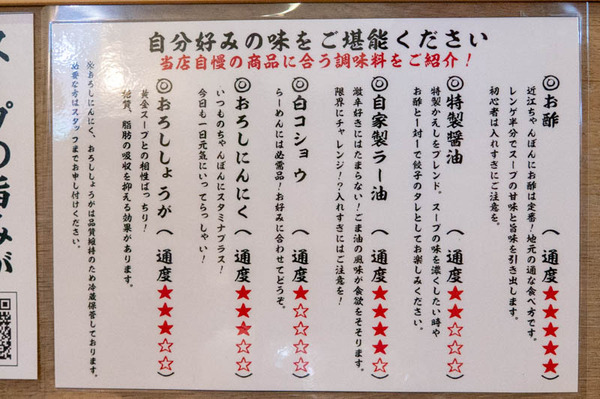 自分好みの味をご堪能ください
当店自慢の商品に合う調味料をご紹介！
◎お酢（通度★★★★★）
近江ちゃんぽんにお酢は定番！地元の通な食べ方です。
レンゲ半分でスープの甘味と旨味を引き出します。
初心者は入れすぎにご注意を。
◎特製醤油（通度★★☆☆☆）
特製かえしをブレンド。スープの味を濃くしたい時や
お酢と一対一で餃子のタレとしてお楽しみください。
◎自家製ラー油（通度★★★★☆）
激辛好きにはたまらない！ごま油の風味が食欲をそそります。
限界にチャレンジ！？入れすぎにはご注意を！
◎白コショウ（通度★☆☆☆☆）
らーめんには必需品！お好みに合わせてどうぞ。
◎おろしにんにく（通度★★★☆☆）
いつものちゃんぽんにスタミナプラス！
今日も一日元気にいってらっしゃい！
◎おろししょうが（通度★★★☆☆）
黄金スープとの相性ばっちり！
糖質、脂肪の吸収を抑える効果があります。
※おろしにんにく、おろししょうがは品質維持のため冷蔵保管しております。
必要な方はスタッフまでお申し付けください。